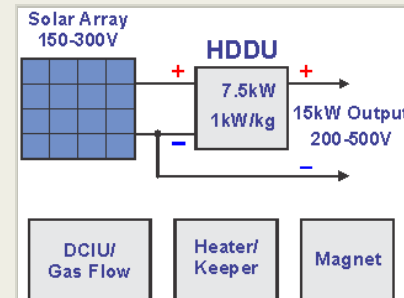 Solar Array
150-300V
HDDU
+
+
7.5kW
1kW/kg
15kW Output
200-500V
–
–
DCIU/
Gas Flow
Heater/
Keeper
Magnet